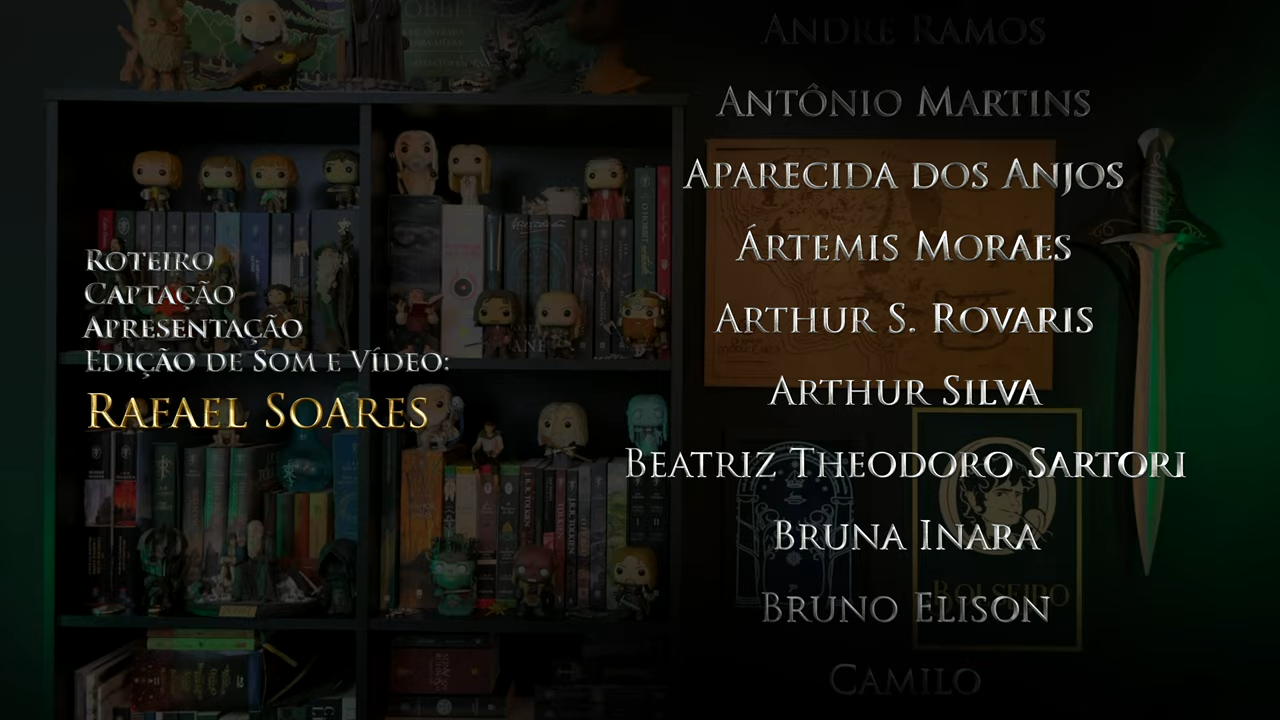 Roteiro
Captação
Apresentação
Edição de Som e Vídeo:
Rafael Soares
Andre Ramos
Antônio Martins
Aparecida dos Anjos
Ártemis Moraes
Arthur S. Rovaris
Arthur Silva
Beatriz Theodoro Sartori
Bruna Inara
Bruno Elison
Camilo
Bolseiro